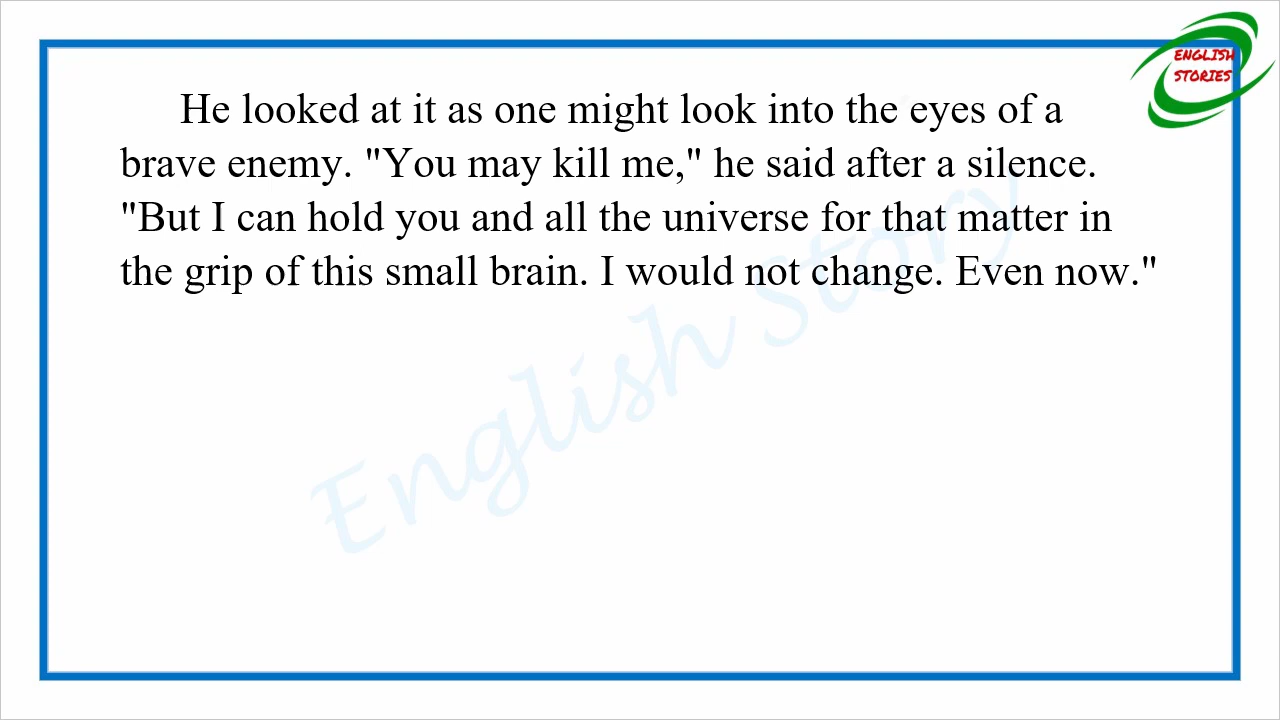 ENGLISH
STORIES
He looked at it as one might look into the eyes of a
brave enemy. "You may kill me," he said after a silence.
"But I can hold you and all the universe for that matter in
the grip of this small brain. I would not change. Even now."
English Story